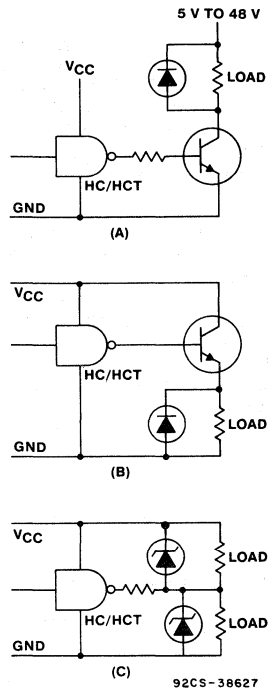 5 V TO 48 V
LOAD
VCC
HC/HCT
GND
(A)
VCC
HC/HCT
LOAD
GND
(B)
VCC
LOAD
HC/HCT
LOAD
GND
(C)
92CS-38627